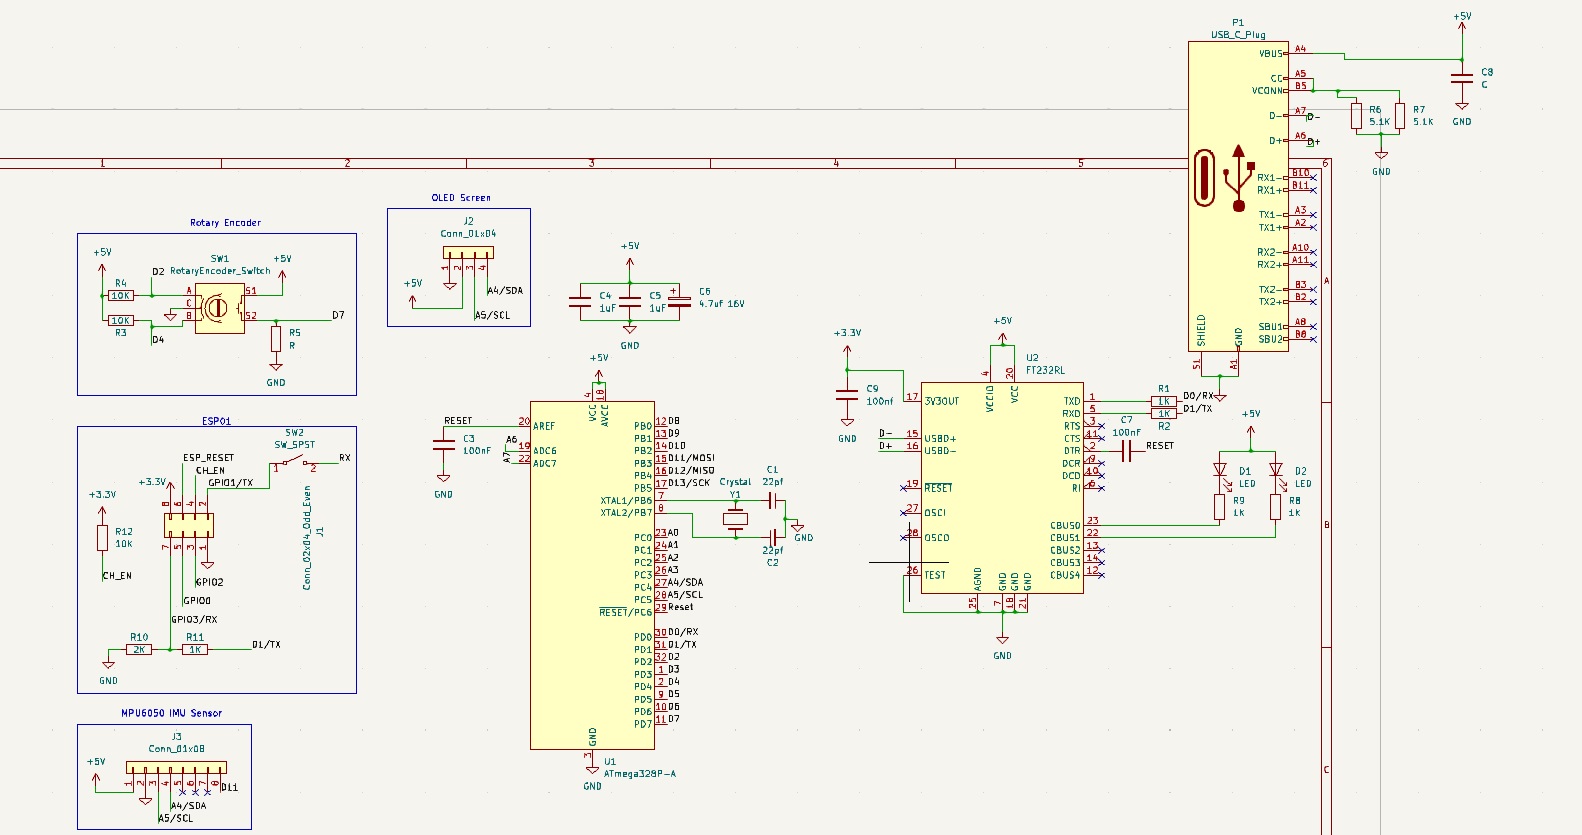 P1
USB_C_Plug
+5V
VBUS A4
CC A5
VCONN B5
D- A7 D-
D+ A6 D+
RX1- B10
RX1+ B11
TX1- A3
TX1+ A2
RX2- A10
RX2+ A11
TX2- B3
TX2+ B2
SBU1 A8
SBU2 B8
SHIELD
GND
S1
A1
C8
C
GND
R6
5.1K
R7
5.1K
GND
1 2 3 4 5 6
A
B
C
Rotary Encoder
+5V
D2
SW1
RotaryEncoder_Switch
+5V
R4
10K
A
C
B
S1
S2
10K
R3
D4
D7
R5
R
GND
OLED Screen
J2
Conn_01x04
1 2 3 4
+5V
A4/SDA
A5/SCL
+5V
C4
1uF
C5
1uF
+
C6
4.7uf 16V
GND
ESP01
SW2
SW_SPST
1
2
RX
ESP_RESET
CH_EN
GPIO1/TX
+3.3V
+3.3V
8 6 4 2
7 5 3 1
R12
10K
CH_EN
GPIO2
GPIO0
GPIO3/RX
Conn_02x04_Odd_Even
J1
R10
2K
R11
1K
D1/TX
GND
MPU6050 IMU Sensor
J3
Conn_01x08
+5V
1 2 3 4 5 6 7 8
D11
A4/SDA
A5/SCL
+5V
4
18
VCC
AVCC
RESET
20 AREF
A6
19 ADC6
A7
22 ADC7
C3
100nF
GND
PB0 12 D8
PB1 13 D9
PB2 14 D10
PB3 15 D11/MOSI
PB4 16 D12/MISO
PB5 17 D13/SCK
XTAL1/PB6 7
XTAL2/PB7 8
PC0 23 A0
PC1 24 A1
PC2 25 A2
PC3 26 A3
PC4 27 A4/SDA
PC5 28 A5/SCL
RESET/PC6 29 Reset
PD0 30 D0/RX
PD1 31 D1/TX
PD2 32 D2
PD3 1 D3
PD4 2 D4
PD5 9 D5
PD6 10 D6
PD7 11 D7
GND
3
U1
ATmega328P-A
GND
Crystal
Y1
C1
22pf
22pf
C2
GND
+3.3V
C9
100nf
GND
+5V
U2
FT232RL
4
20
VCCIO
VCC
17 3V3OUT
D- 15 USBD+
D+ 16 USBD-
19 RESET
27 OSCI
28 OSCO
26 TEST
AGND
GND
GND
GND
25
7
18
21
GND
TXD 1
RXD 5
RTS 3
CTS 11
DTR 2
DCR 9
DCD 10
RI 6
CBUS0 23
CBUS1 22
CBUS2 13
CBUS3 14
CBUS4 12
R1
1K
D0/RX
1K
D1/TX
R2
C7
100nf
RESET
+5V
D1
LED
D2
LED
R9
1K
R8
1K